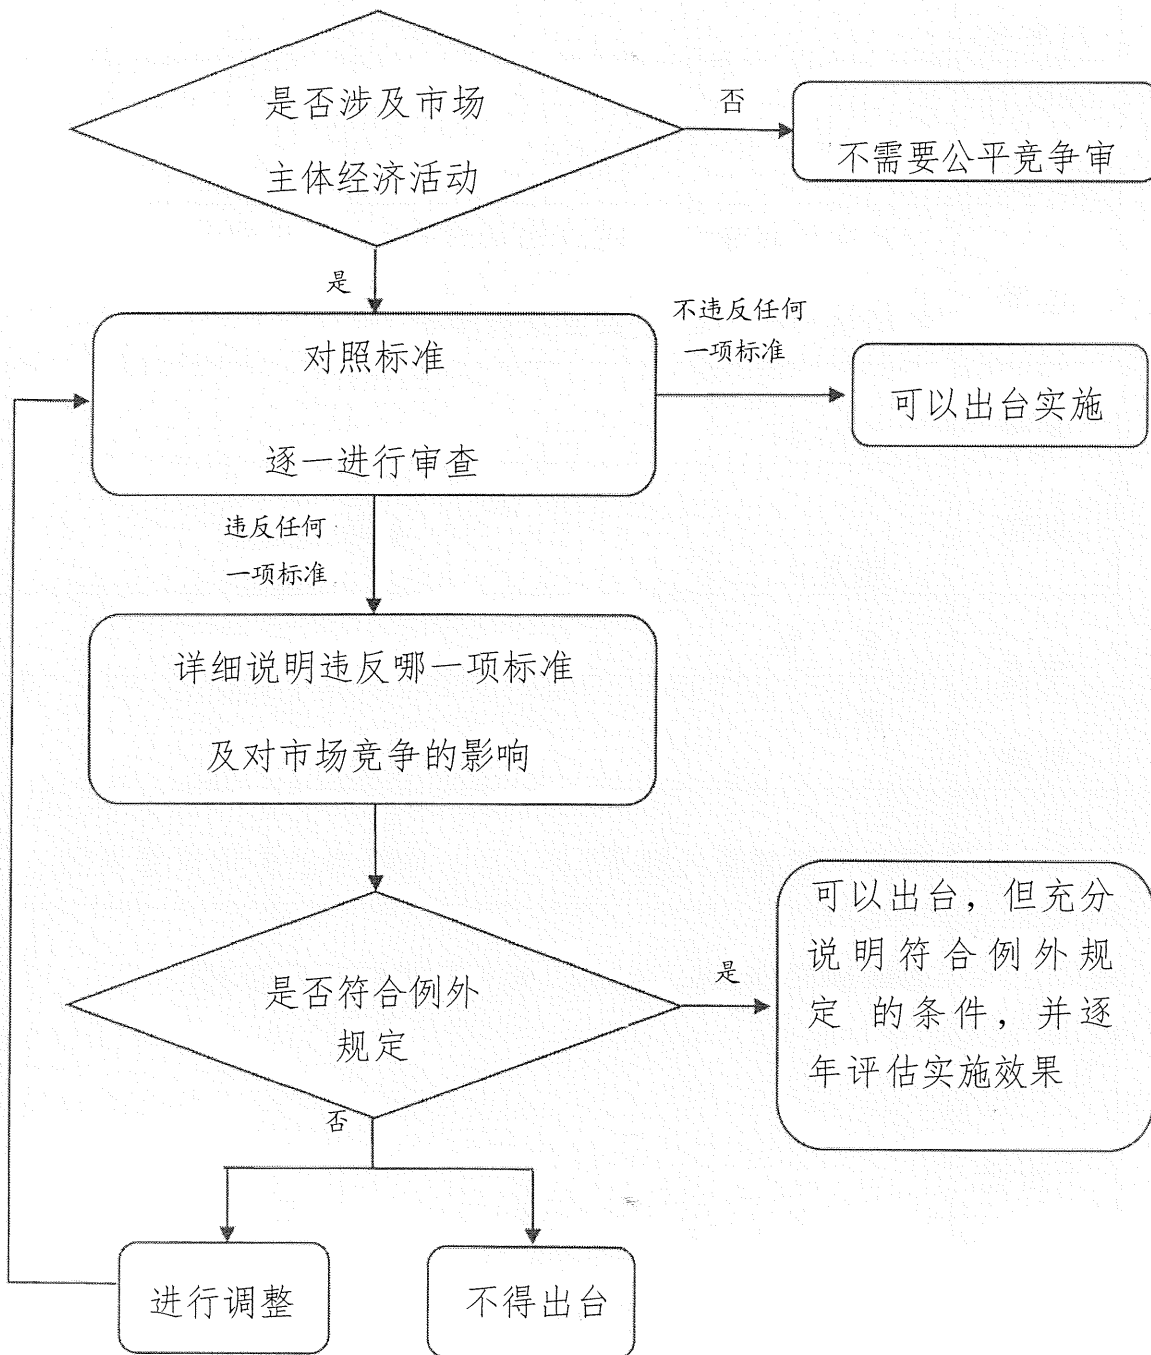 是否涉及市场
主体经济活动
否
不需要公平竞争审
是
对照标准
逐一进行审查
不违反任何
一项标准
可以出台实施
违反任何
一项标准
详细说明违反哪一项标准
及对市场竞争的影响
是否符合例外
规定
是
可以出台，但充分
说明符合例外规
定 的条件，并逐
年评估实施效果
否
进行调整
不得出台